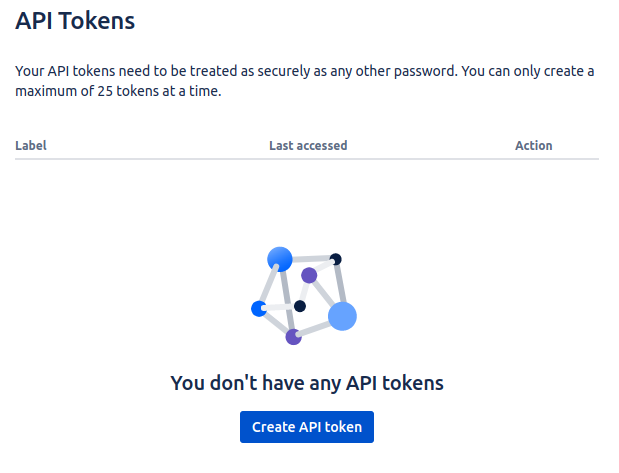 API Tokens
Your API tokens need to be treated as securely as any other password. You can only create a
maximum of 25 tokens at a time.
Label Last accessed Action
You don't have any API tokens
Create API token